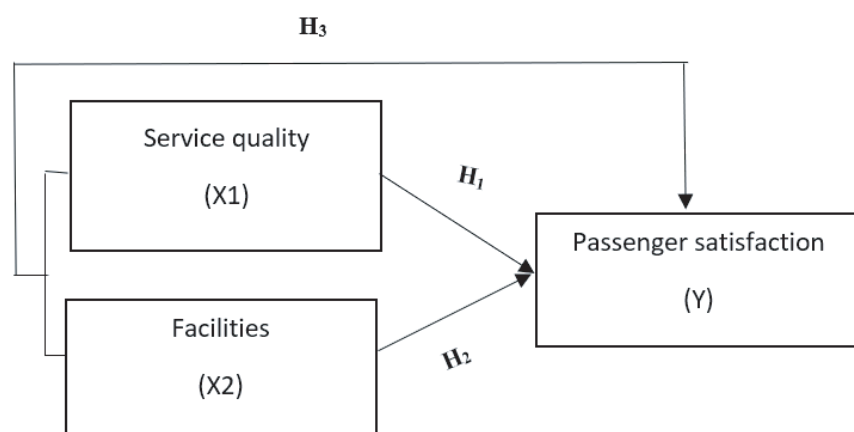 H₃
Service quality
(X1)
H₁
Passenger satisfaction
(Y)
Facilities
(X2)
H₂